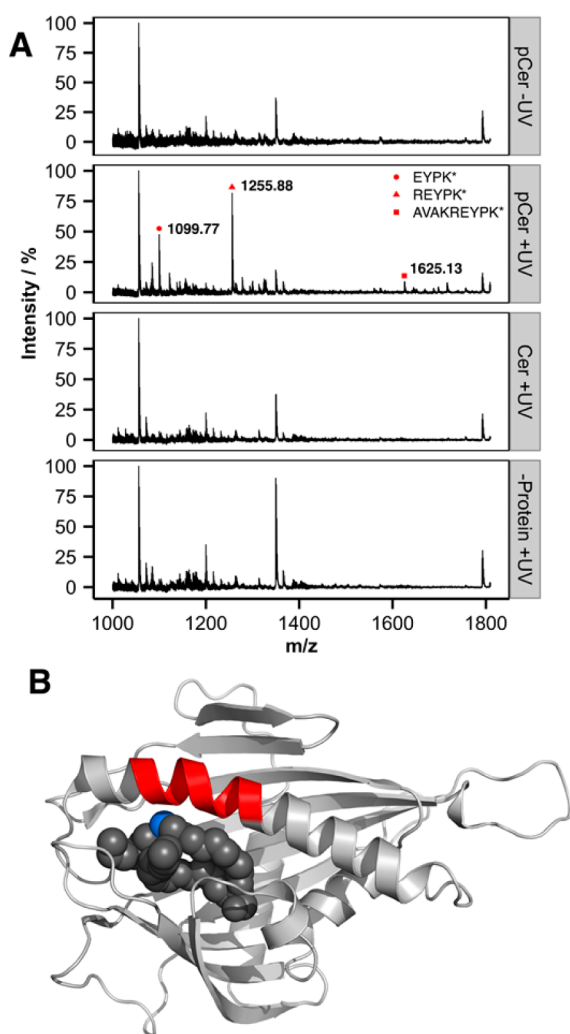 A
100
75
50
25
0
pCer -UV
100
75
50
25
0
1099.77
1255.88
1625.13
EYPK*
REYPK*
AVAKREYPK*
pCer +UV
100
75
50
25
0
Cer +UV
100
75
50
25
0
-Protein +UV
Intensity / %
1000 1200 1400 1600 1800
m/z
B